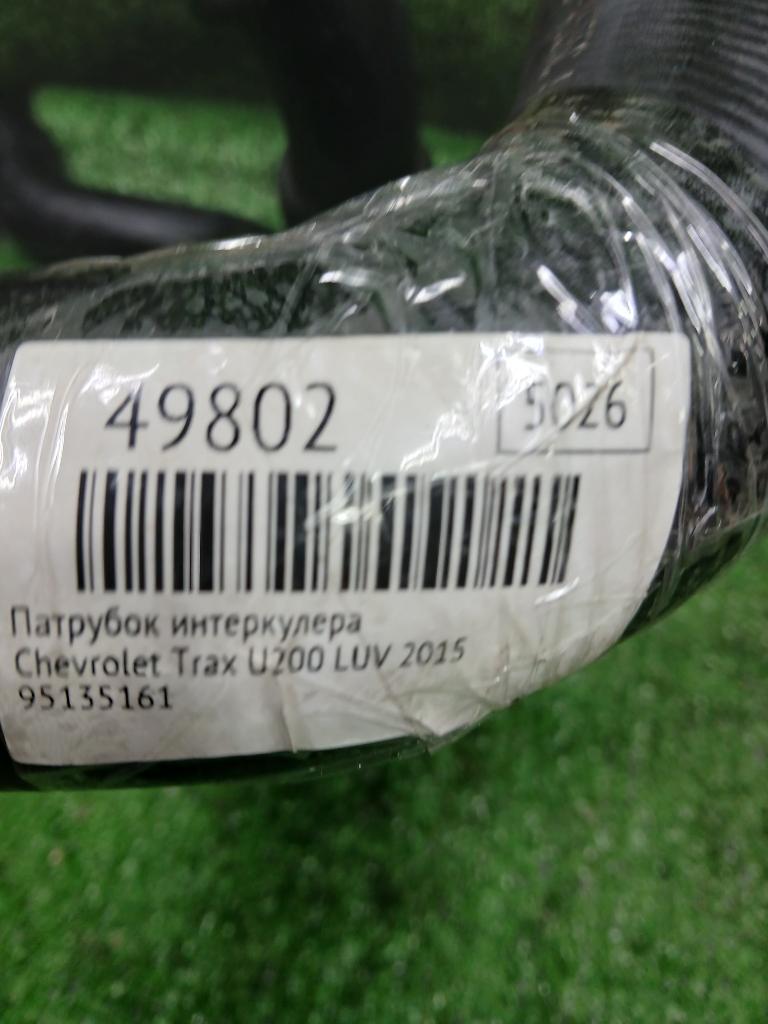 49802
5026
Патрубок интеркулера
Chevrolet Trax U200 LUV 2015
95135161